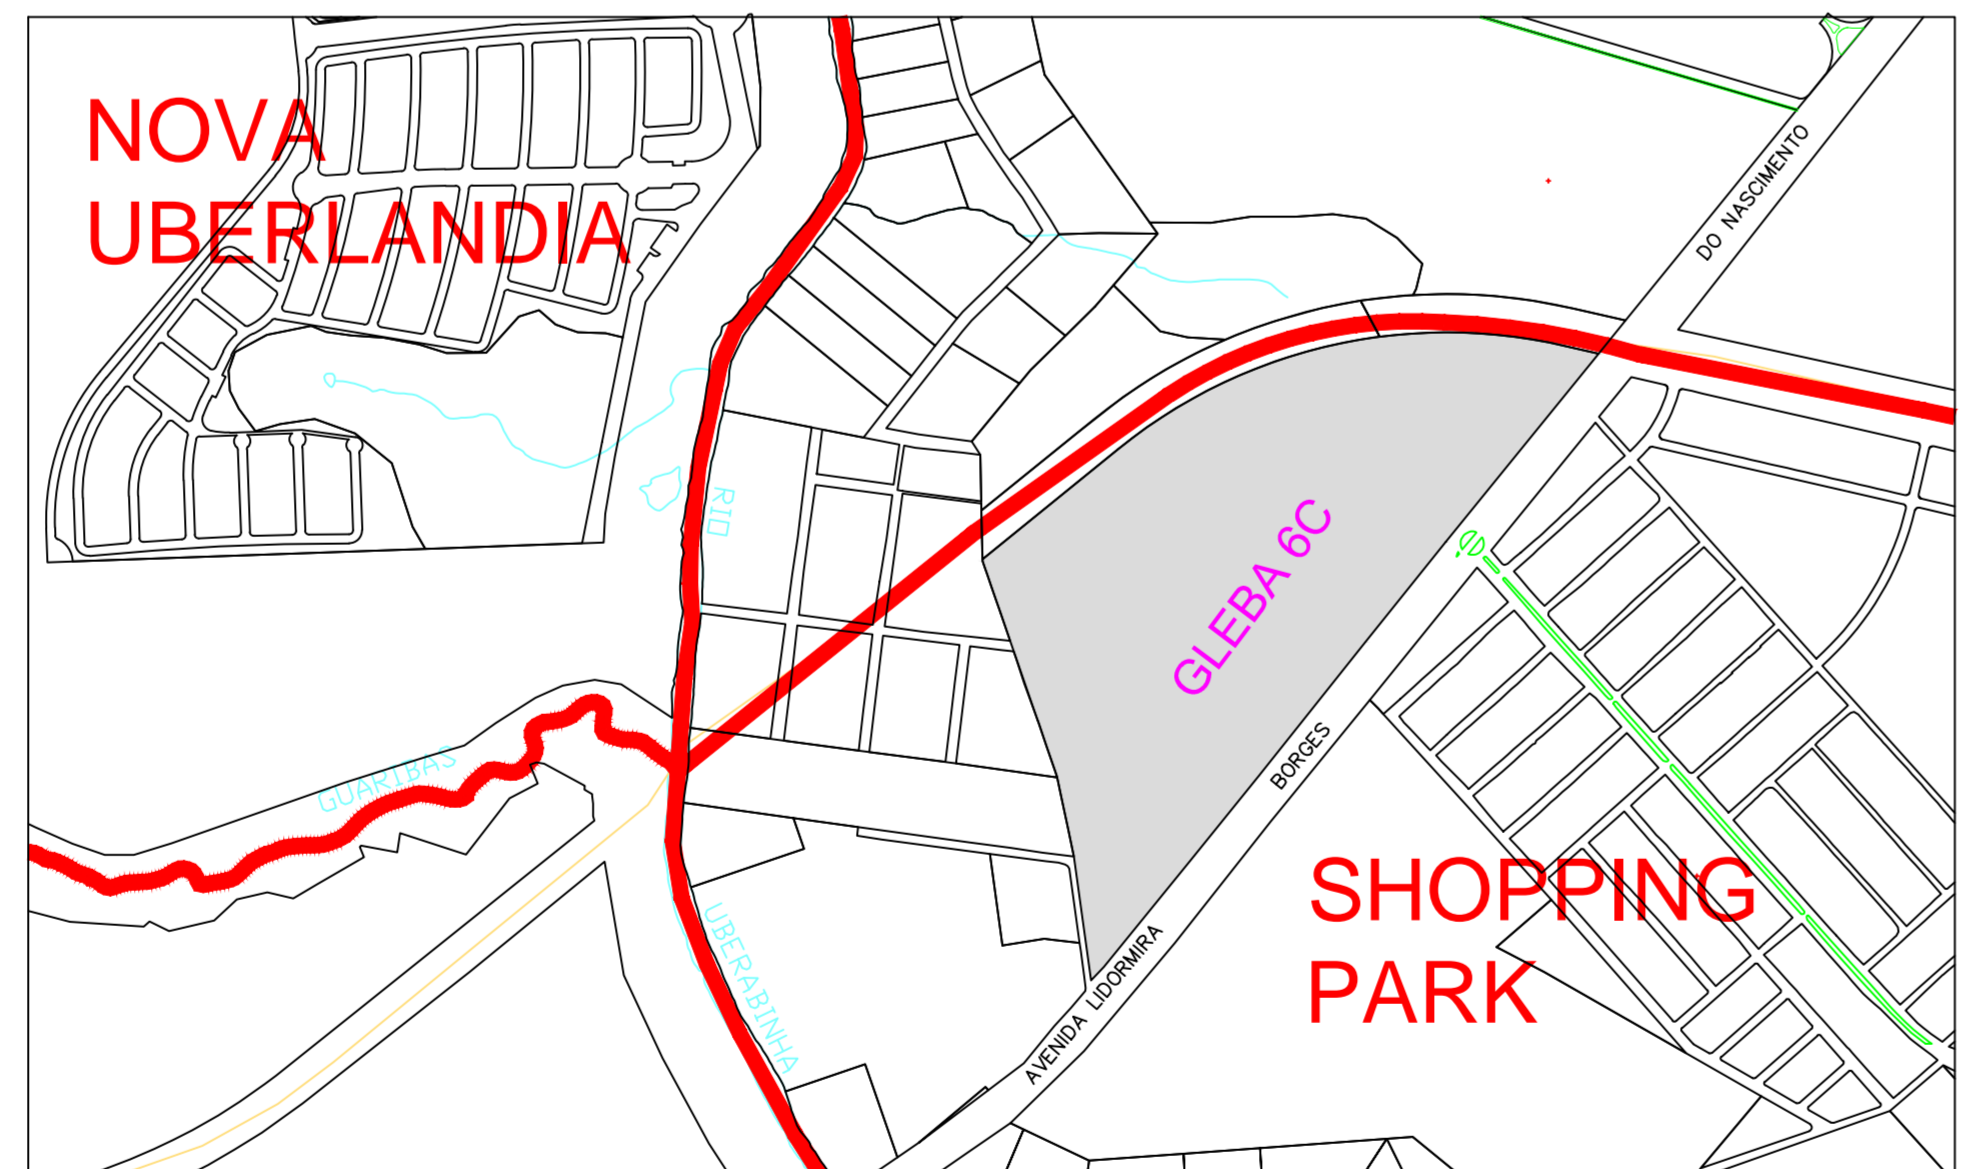 NOVA
UBERLANDIA
DO NASCIMENTO
RIO
GLEBA 6C
BORGES
GUARIBAS
SHOPPING
PARK
UBERABINHA
AVENIDA LIDORMIRA